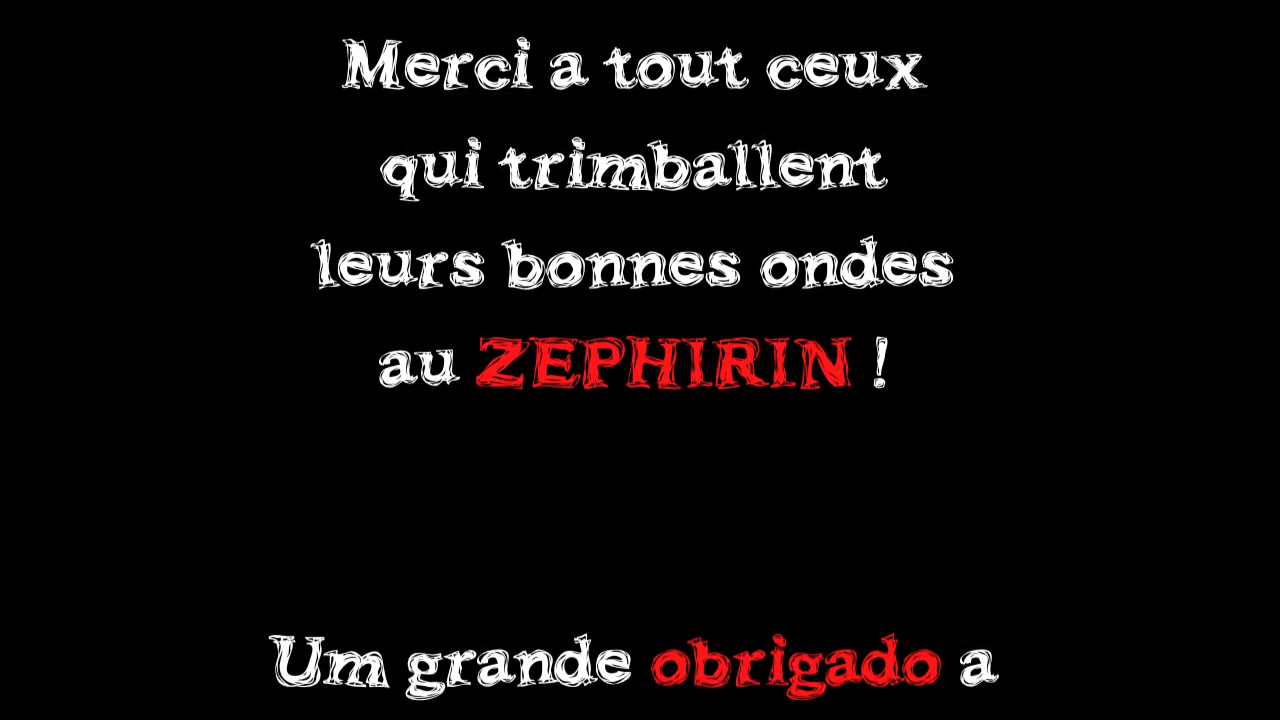 Merci a tout ceux
qui trimballent
leurs bonnes ondes
au ZEPHIRIN !
Um grande obrigado a